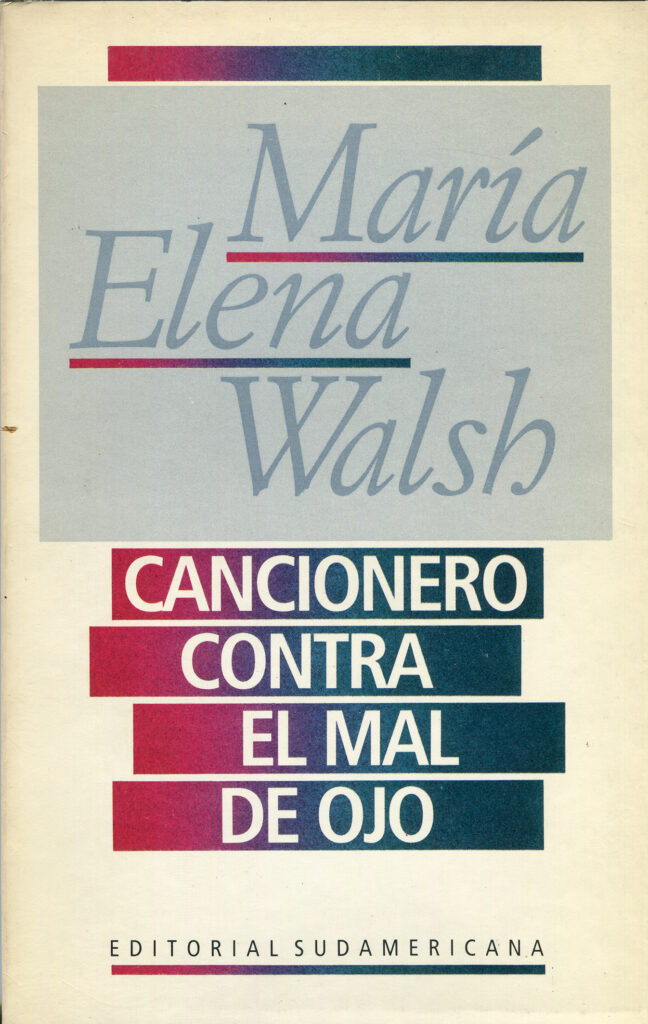 María
Elena
Walsh
CANCIONERO
CONTRA
EL MAL
DE OJO
EDITORIAL SUDAMERICANA